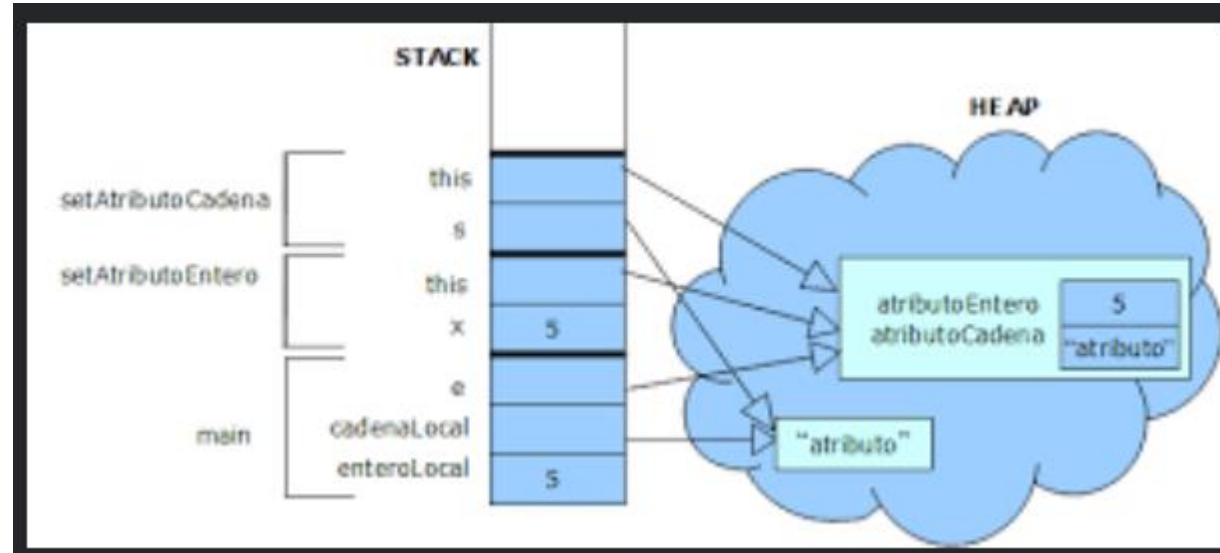 STACK
HEAP
setAtributoCadena
this
s
setAtributoEntero
this
x
5
main
e
cadenaLocal
enteroLocal
5
atributoEntero
5
atributoCadena
"atributo"
"atributo"